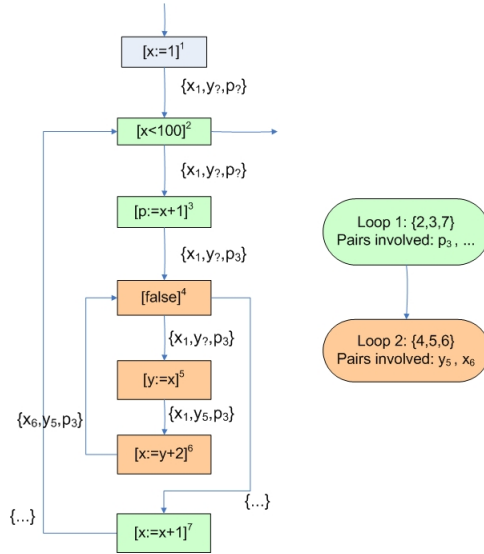 [x:=1]¹
{x₁,y?,p?}
[x<100]²
{x₁,y?,p?}
[p:=x+1]³
{x₁,y?,p₃}
[false]⁴
{x₁,y?,p₃}
[y:=x]⁵
{x₁,y₅,p₃}
{x₆,y₅,p₃}
[x:=y+2]⁶
{...}
{...}
[x:=x+1]⁷
Loop 1: {2,3,7}
Pairs involved: p₃ , ...
Loop 2: {4,5,6}
Pairs involved: y₅ , x₆